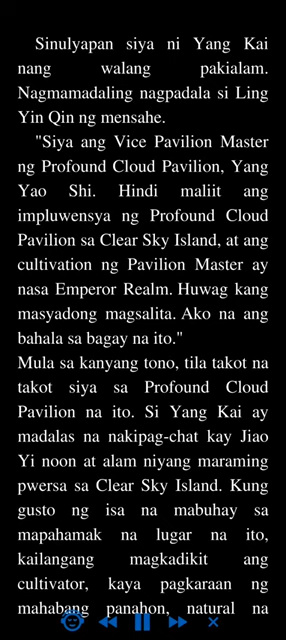 Sinulyapan siya ni Yang Kai
nang walang pakialam.
Nagmamadaling nagpadala si Ling
Yin Qin ng mensahe.
"Siya ang Vice Pavilion Master
ng Profound Cloud Pavilion, Yang
Yao Shi. Hindi maliit ang
impluwensya ng Profound Cloud
Pavilion sa Clear Sky Island, at ang
cultivation ng Pavilion Master ay
nasa Emperor Realm. Huwag kang
masyadong magsalita. Ako na ang
bahala sa bagay na ito."
Mula sa kanyang tono, tila takot na
takot siya sa Profound Cloud
Pavilion na ito. Si Yang Kai ay
madalas na nakipag-chat kay Jiao
Yi noon at alam niyang maraming
pwersa sa Clear Sky Island. Kung
gusto ng isa na mabuhay sa
mapahamak na lugar na ito,
kailangang magkadikit ang
cultivator, kaya pagkaraan ng
mahabang panahon, natural na